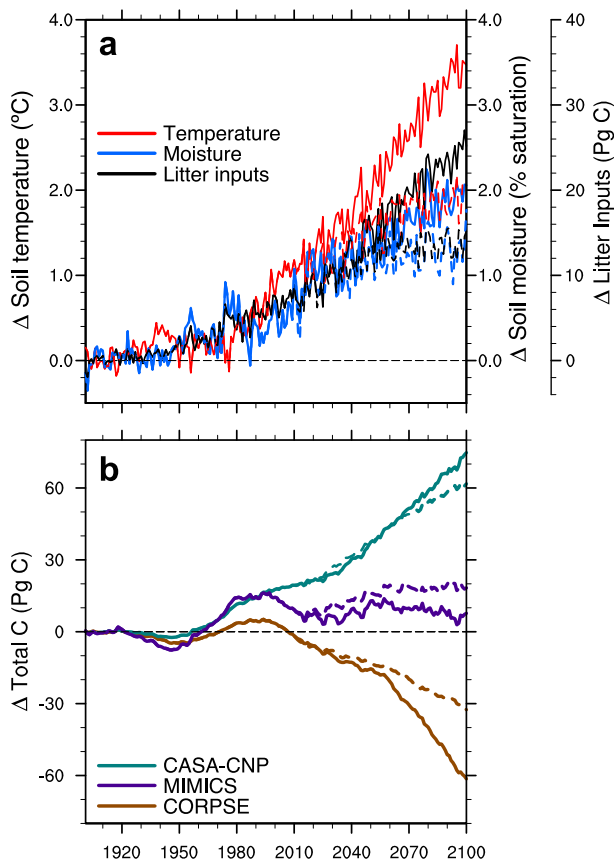 a
Δ Soil temperature (ºC)
4.0
3.0
2.0
1.0
0.0
Temperature
Moisture
Litter inputs
4.0
3.0
2.0
1.0
0.0
Δ Soil moisture (% saturation)
40
30
20
10
0
Δ Litter Inputs (Pg C)
b
Δ Total C (Pg C)
60
30
0
-30
-60
CASA-CNP
MIMICS
CORPSE
1920 1950 1980 2010 2040 2070 2100